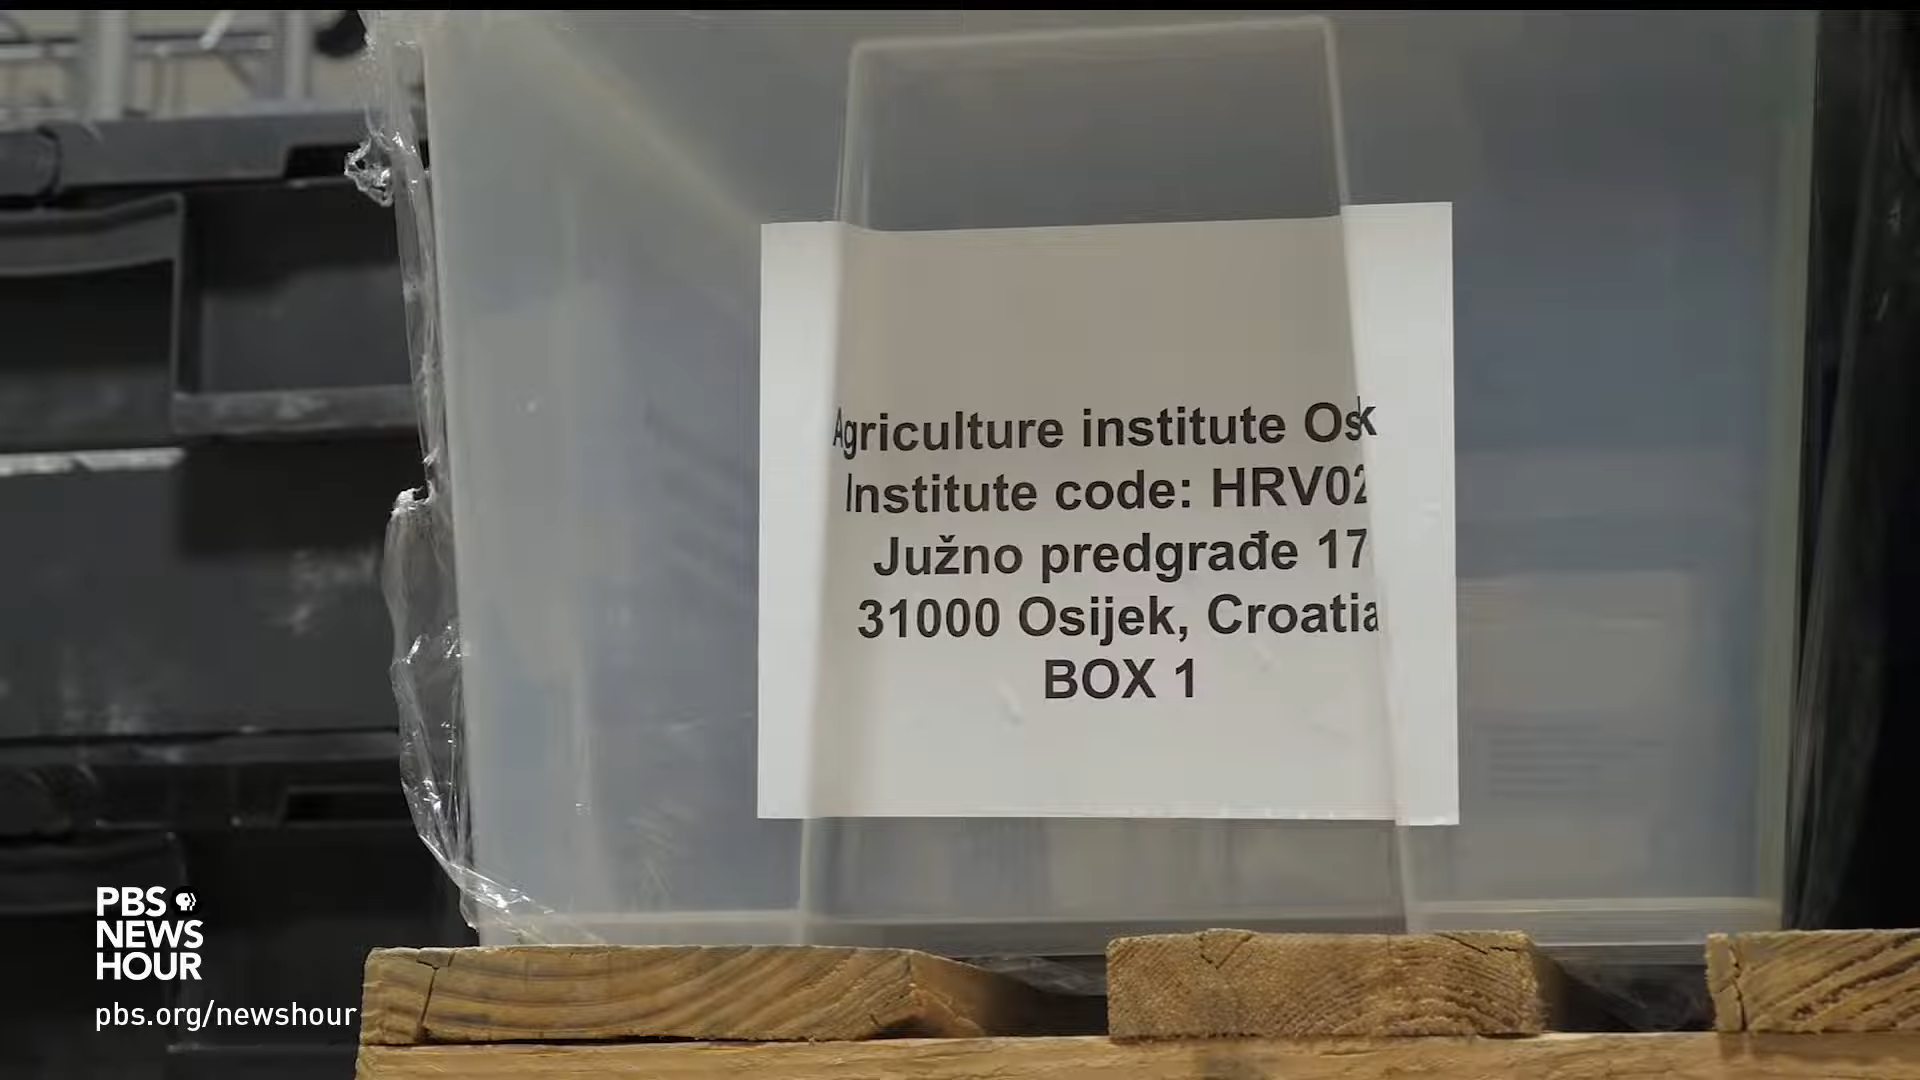 Agriculture institute Os
Institute code: HRV02
Južno predgrađe 17
31000 Osijek, Croatia
BOX 1
PBS
NEWS
HOUR
pbs.org/newshour